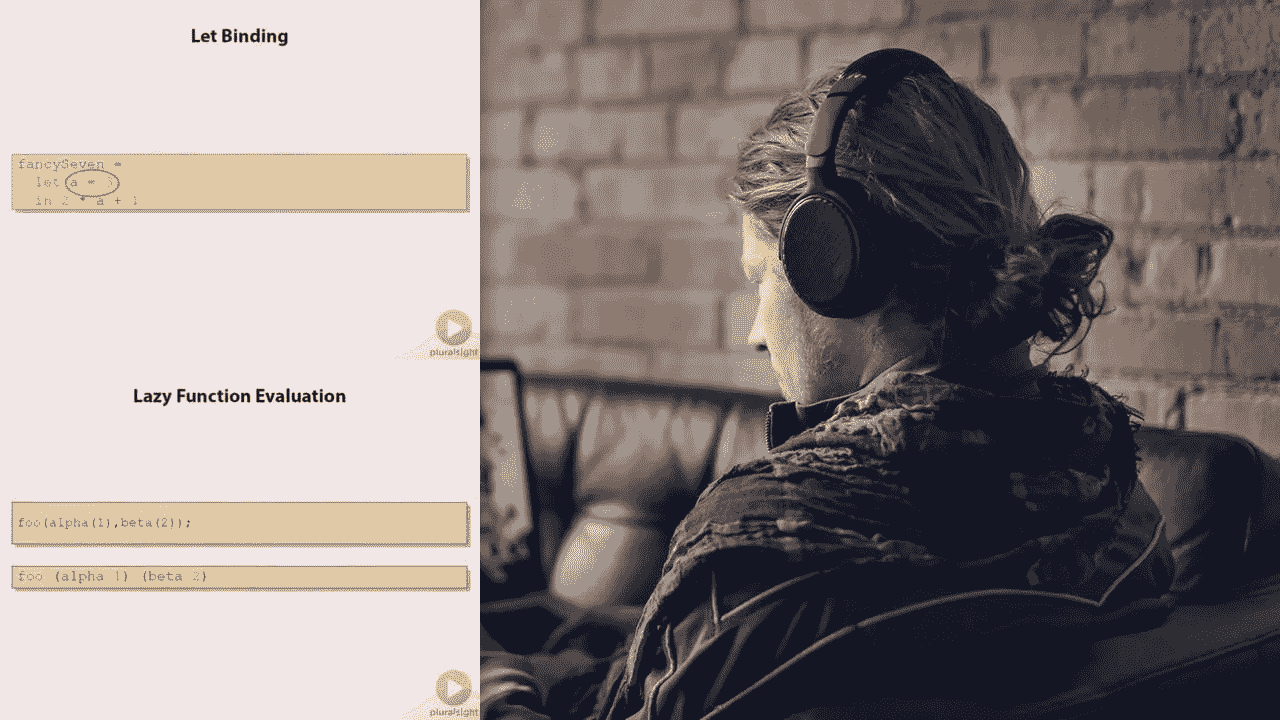 Let Binding
fancySeven =
let a =
in 2 * a + 1
pluralsight
Lazy Function Evaluation
foo(alpha(1),beta(2));
foo (alpha 1) (beta 2)
pluralsight